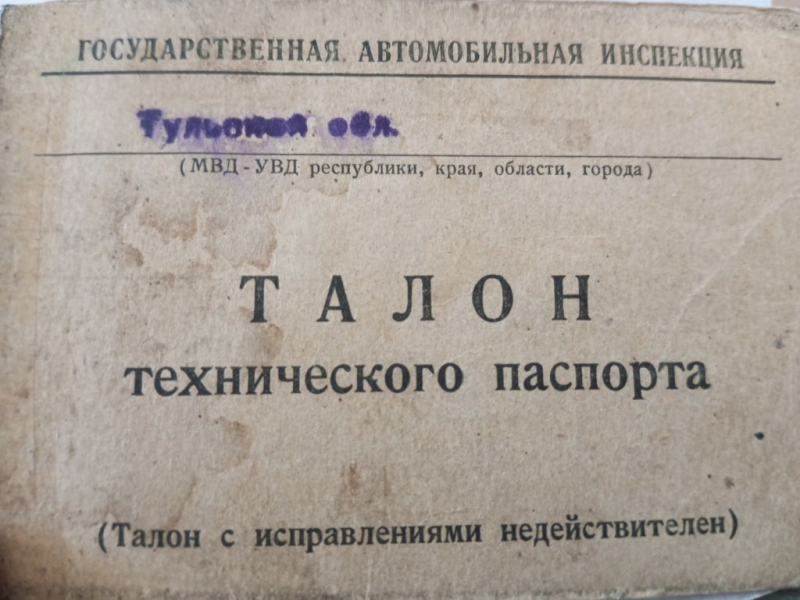 ГОСУДАРСТВЕННАЯ АВТОМОБИЛЬНАЯ ИНСПЕКЦИЯ
Тульской обл.
(МВД - УВД республики, края, области, города)
ТАЛОН
технического паспорта
(Талон с исправлениями недействителен)